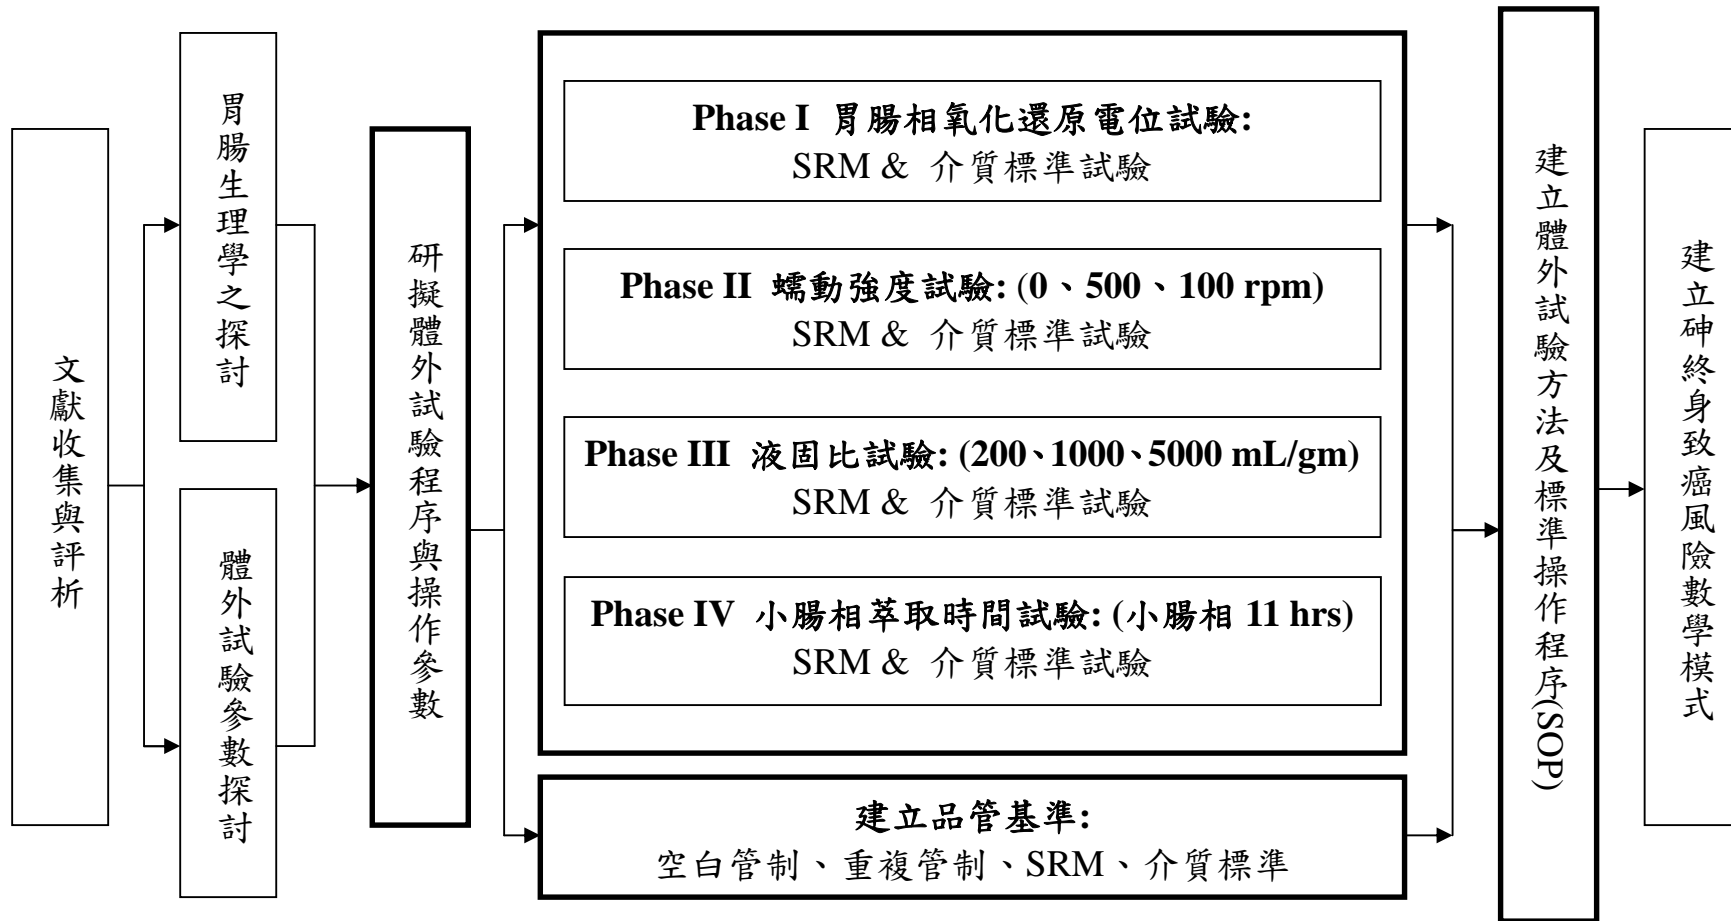 文獻收集與評析
胃腸生理學之探討
體外試驗參數探討
研擬體外試驗程序與操作參數
Phase I 胃腸相氧化還原電位試驗:
SRM & 介質標準試驗
Phase II 蠕動強度試驗: (0、500、100 rpm)
SRM & 介質標準試驗
Phase III 液固比試驗: (200、1000、5000 mL/gm)
SRM & 介質標準試驗
Phase IV 小腸相萃取時間試驗: (小腸相 11 hrs)
SRM & 介質標準試驗
建立品管基準:
空白管制、重複管制、SRM、介質標準
建立體外試驗方法及標準操作程序(SOP)
建立砷終身致癌風險數學模式